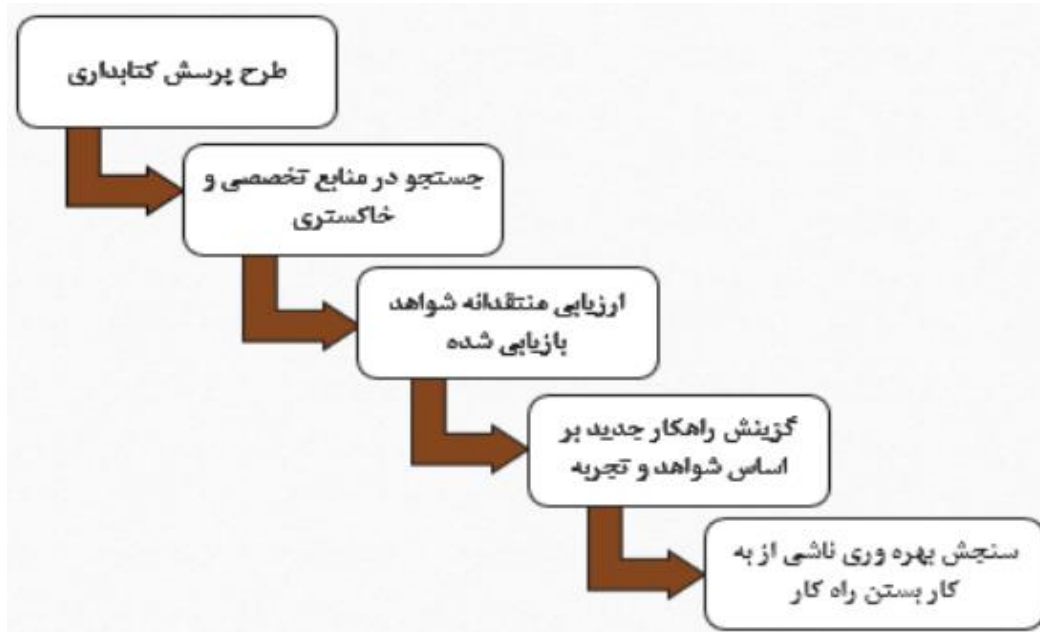 طرح پرسش کتابداری
جستجو در منابع تخصصی و
خاکستری
ارزیابی منتقدانه شواهد
بازیابی شده
گزینش راهکار جدید بر
اساس شواهد و تجربه
سنجش بهره وری ناشی از به
کار بستن راه کار